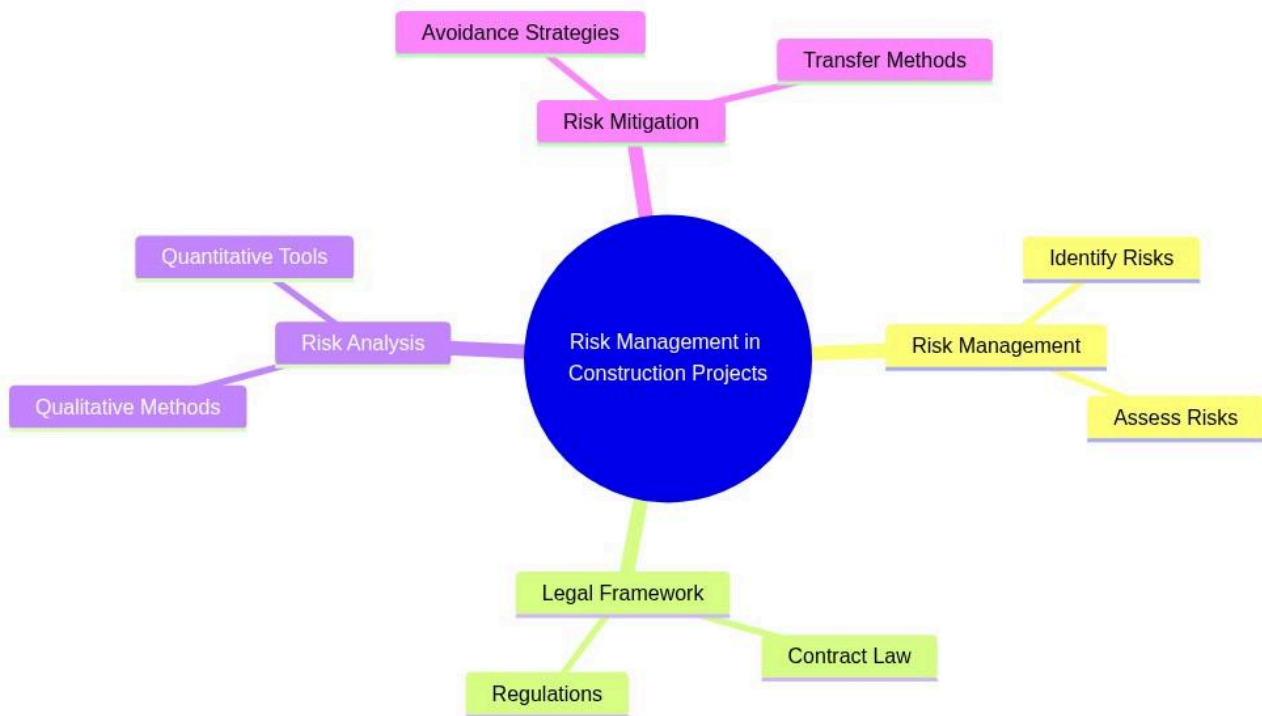 Avoidance Strategies
Transfer Methods
Risk Mitigation
Quantitative Tools
Identify Risks
Risk Analysis
Risk Management in
Construction Projects
Risk Management
Qualitative Methods
Assess Risks
Legal Framework
Contract Law
Regulations